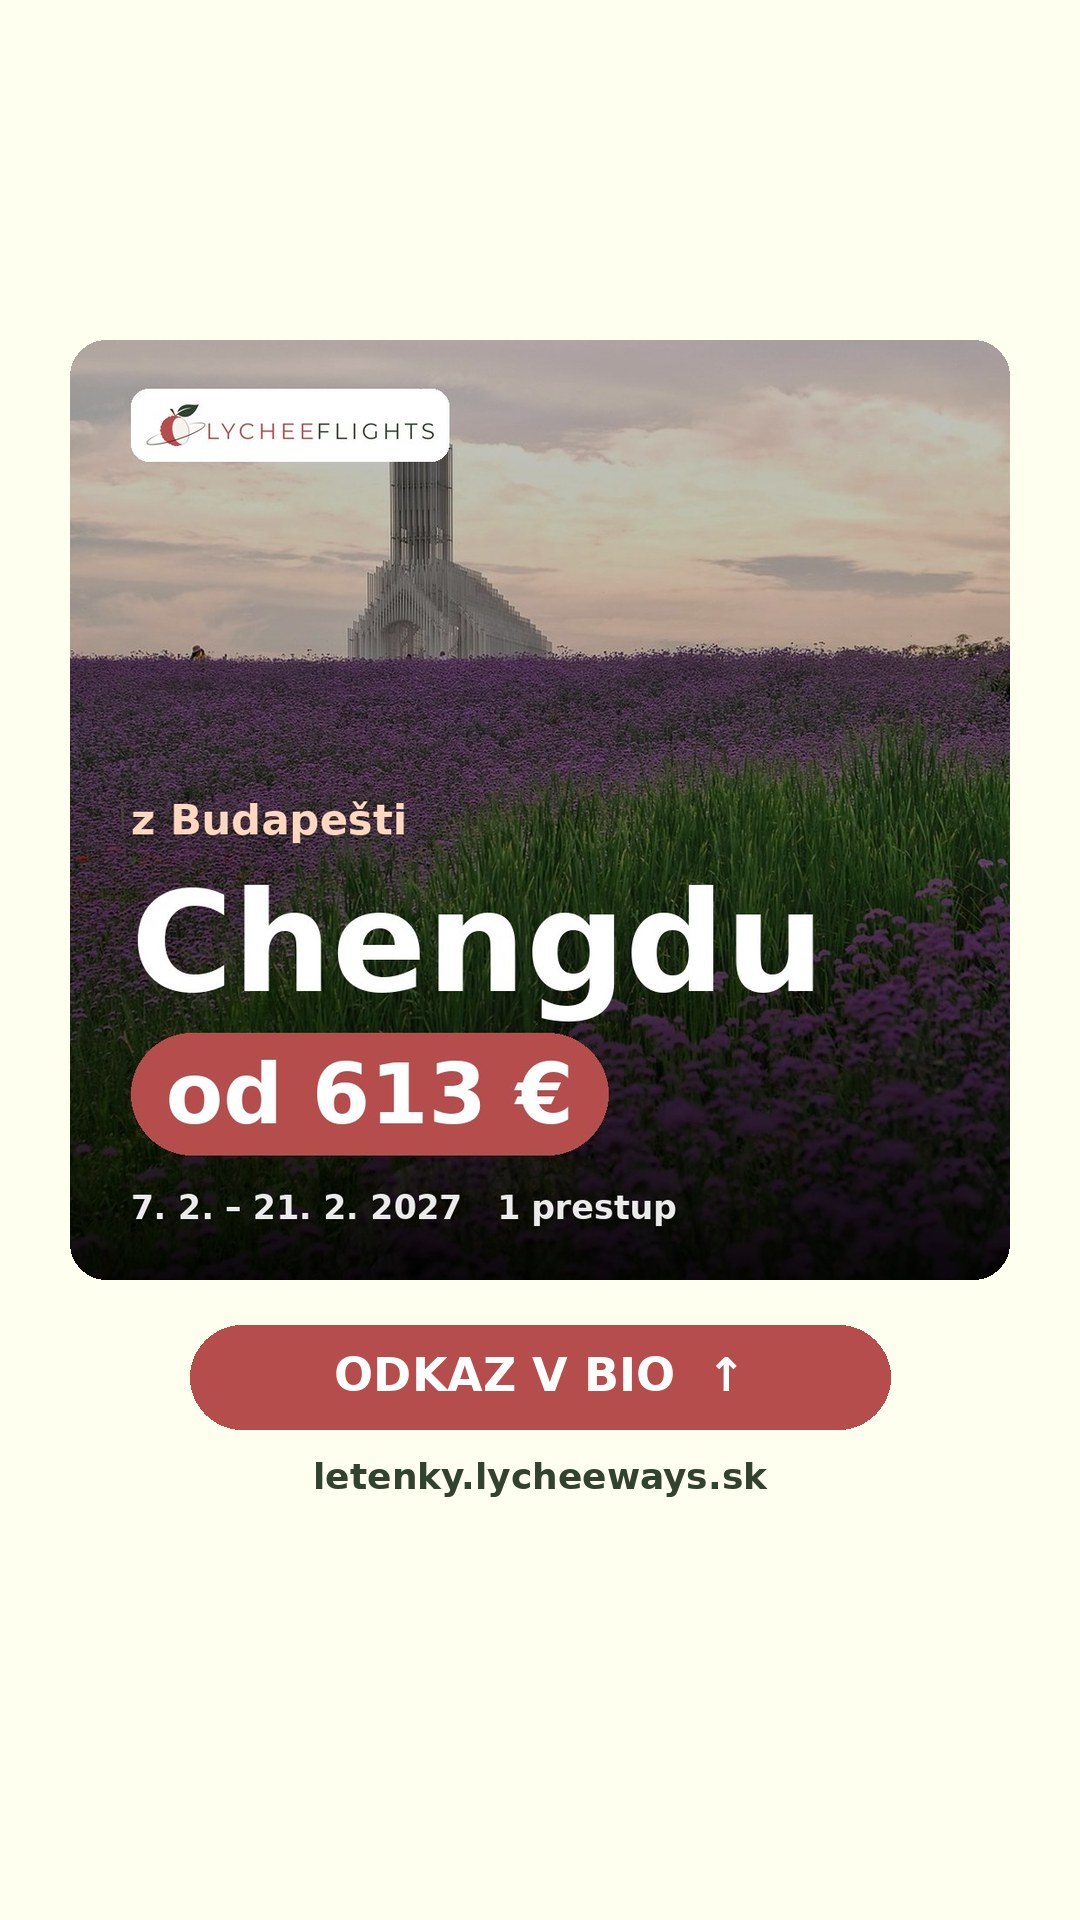 LYCHEEFLIGHTS
z Budapešti
Chengdu
od 613 €
7. 2. – 21. 2. 2027 1 prestup
ODKAZ V BIO ↑
letenky.lycheeways.sk